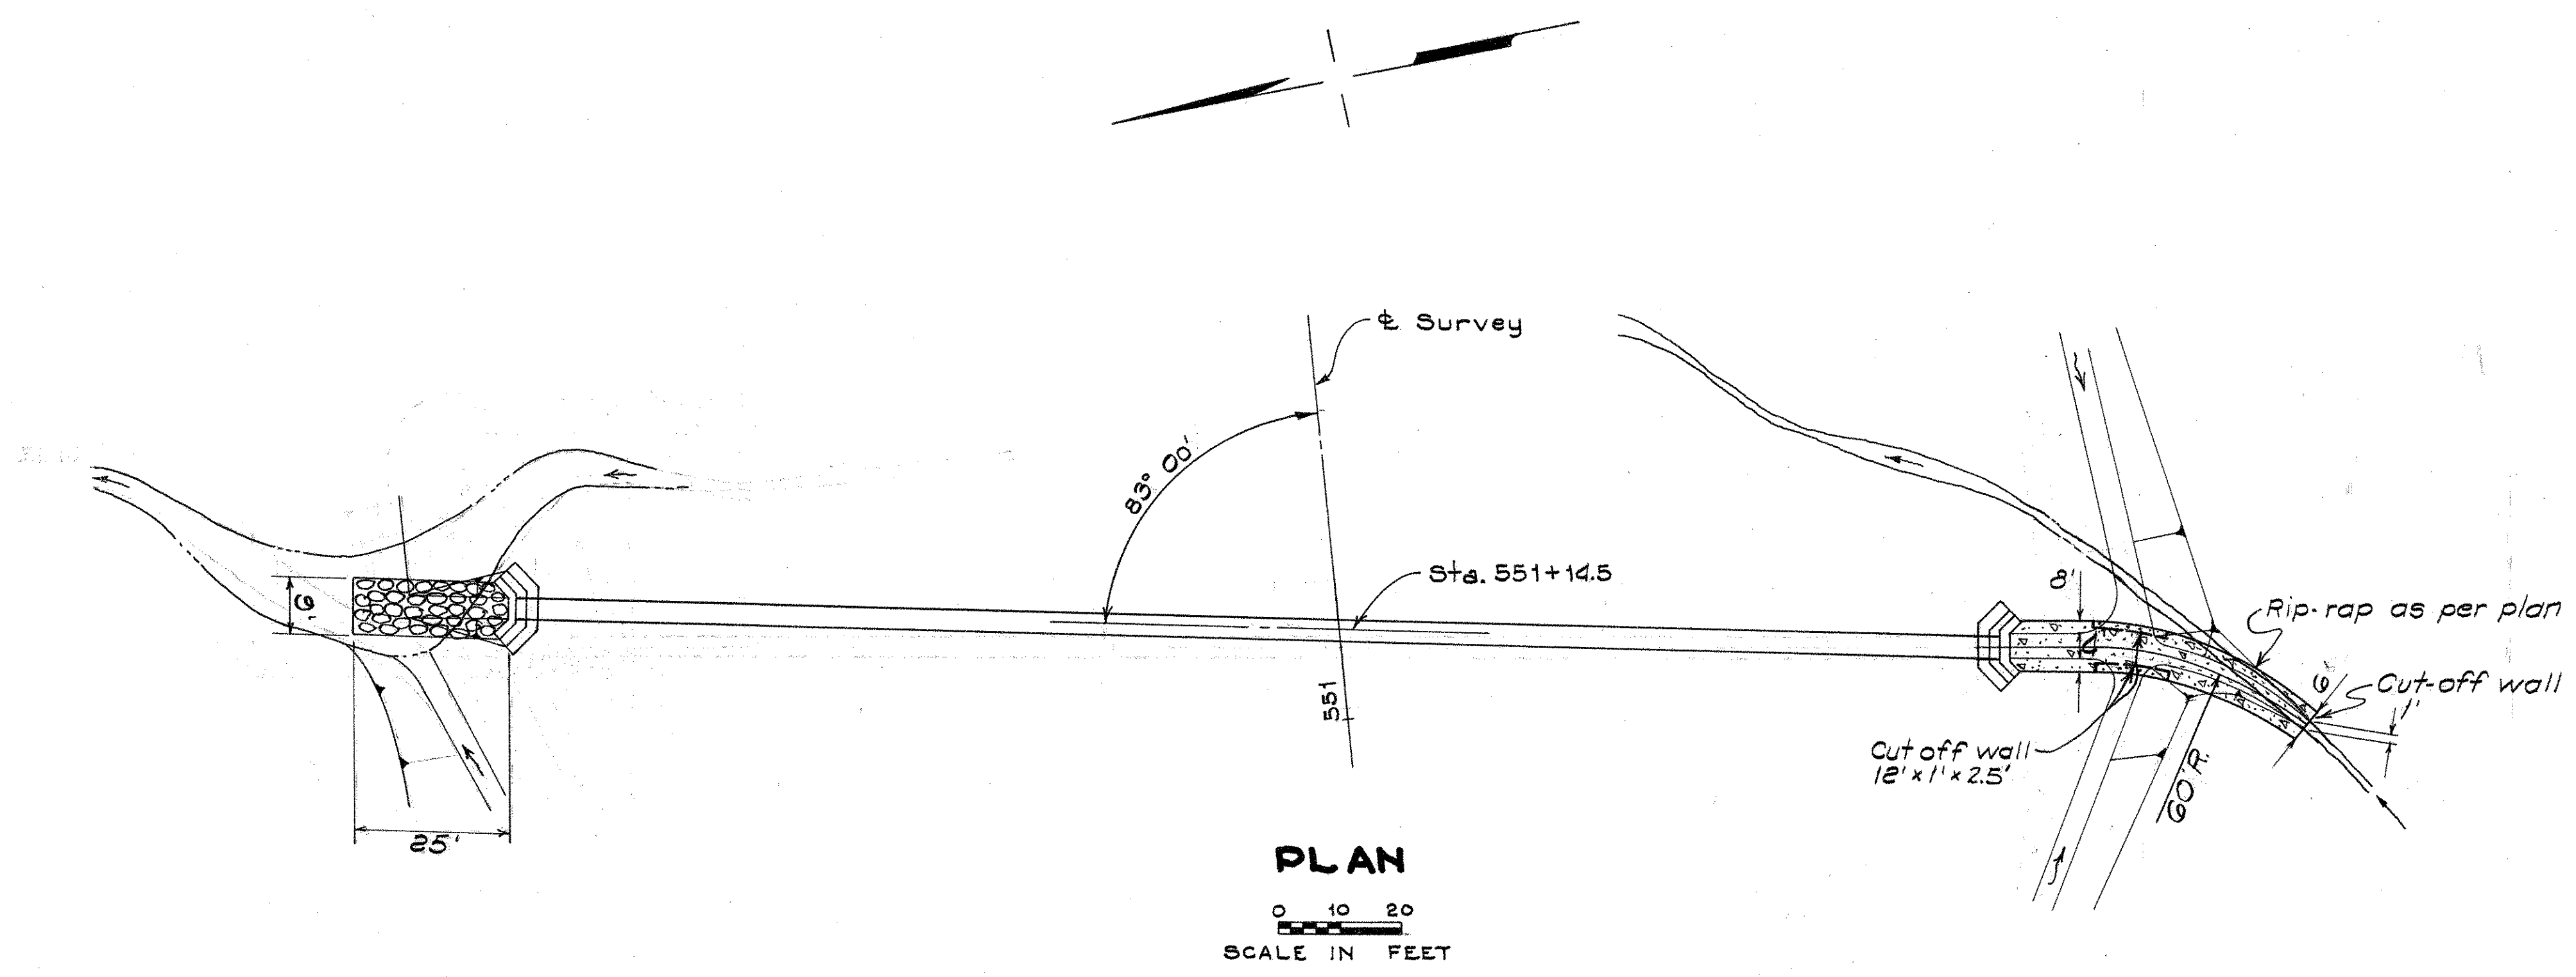 ℄ Survey
83° 00'
Sta. 551+14.5
551
9'
25'
8'
Rip-rap as per plan
6'
Cut-off wall
1'
Cut off wall
12' x 1' x 2.5'
60' R.
PLAN
0 10 20
SCALE IN FEET